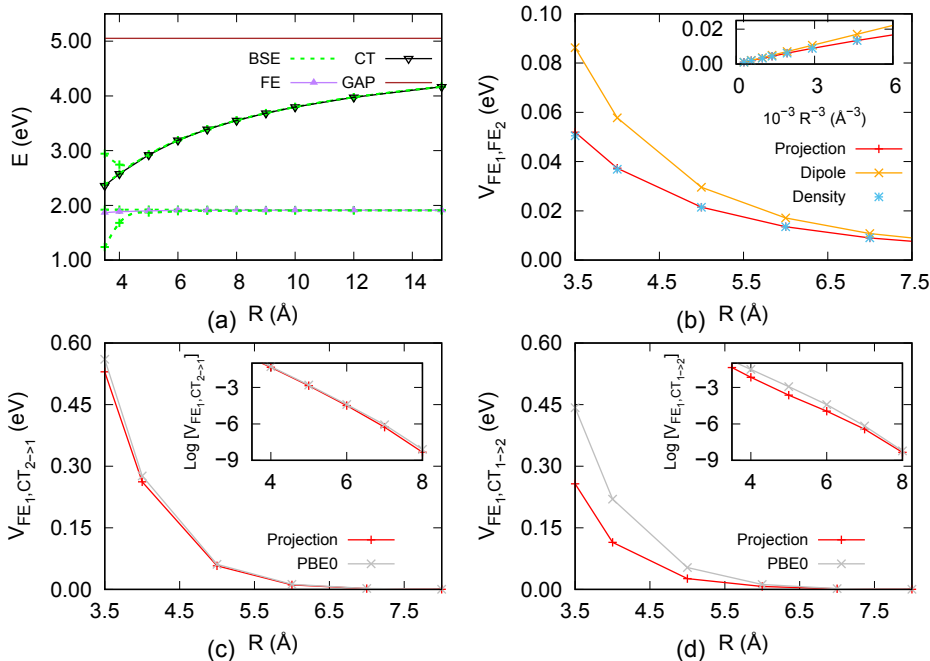 5.00
4.00
3.00
2.00
1.00
E (eV)
BSE
CT
FE
GAP
4 6 8 10 12 14
R (Å)
(a)
0.10
0.08
0.06
0.04
0.02
0.00
V_{FE₁,FE₂} (eV)
0.02
0.00
0 3 6
10⁻³ R⁻³ (Å⁻³)
Projection
Dipole
Density
3.5 4.5 5.5 6.5 7.5
R (Å)
(b)
0.60
0.45
0.30
0.15
0.00
V_{FE₁,CT₂₋>₁} (eV)
Log [V_{FE₁,CT₂₋>₁}]
−3
−6
−9
4 6 8
Projection
PBE0
3.5 4.5 5.5 6.5 7.5
R (Å)
(c)
0.60
0.45
0.30
0.15
0.00
V_{FE₁,CT₁₋>₂} (eV)
Log [V_{FE₁,CT₁₋>₂}]
−3
−6
−9
4 6 8
Projection
PBE0
3.5 4.5 5.5 6.5 7.5
R (Å)
(d)